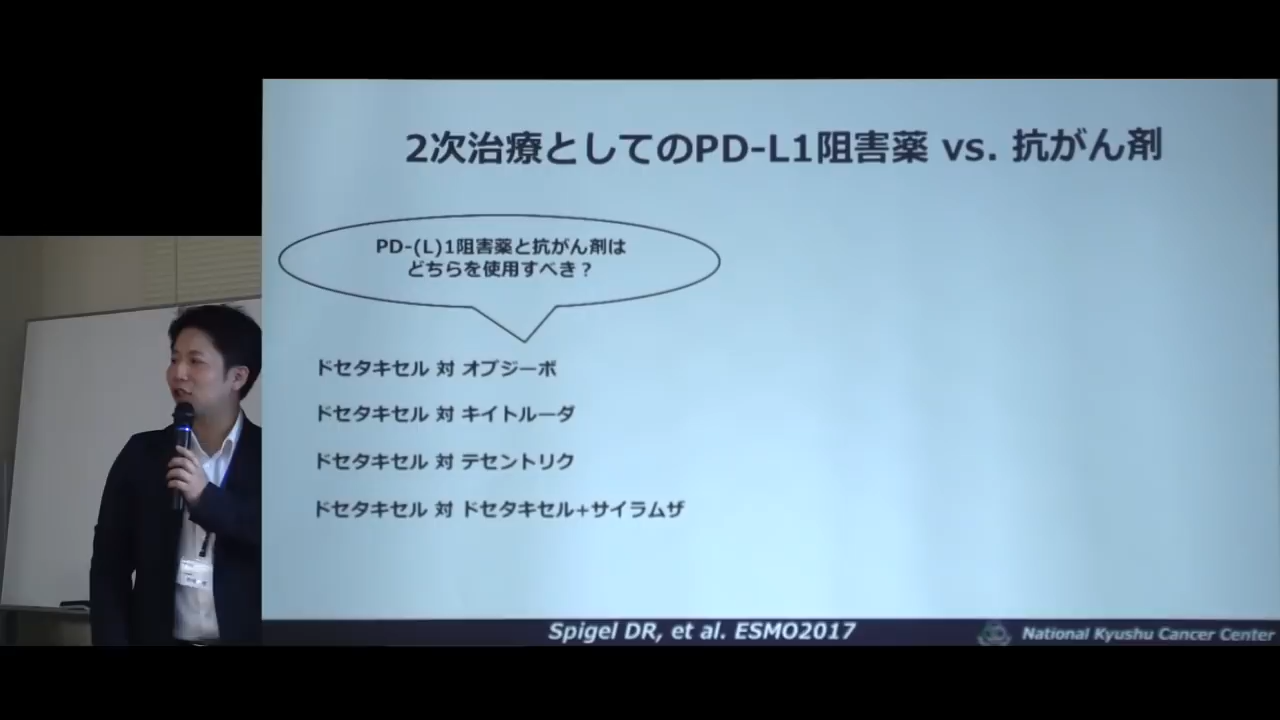 2次治療としてのPD-L1阻害薬 vs. 抗がん剤
PD-(L)1阻害薬と抗がん剤は
どちらを使用すべき？
ドセタキセル 対 オプジーボ
ドセタキセル 対 キイトルーダ
ドセタキセル 対 テセントリク
ドセタキセル 対 ドセタキセル+サイラムザ
Spigel DR, et al. ESMO2017
National Kyushu Cancer Center